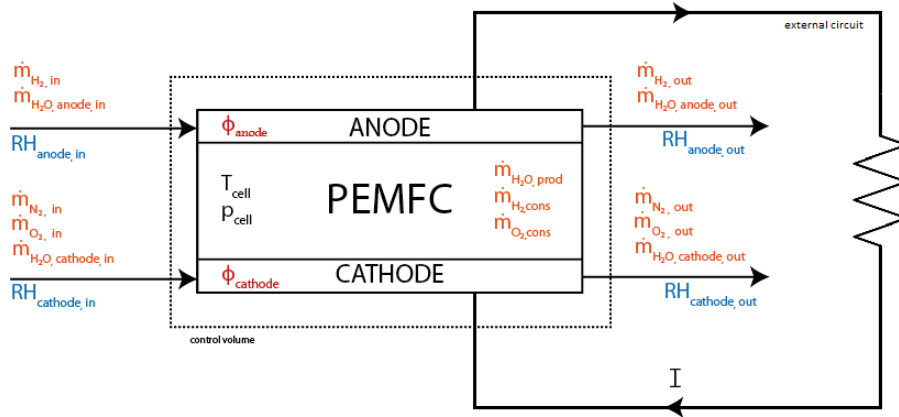 external circuit
ṁH₂, in
ṁH₂O, anode, in
RHanode, in
ϕanode
ANODE
ṁH₂, out
ṁH₂O, anode, out
RHanode, out
Tcell
pcell
PEMFC
ṁH₂O, prod
ṁH₂,cons
ṁO₂,cons
ṁN₂, in
ṁO₂, in
ṁH₂O, cathode, in
RHcathode, in
ϕcathode
CATHODE
ṁN₂, out
ṁO₂, out
ṁH₂O, cathode, out
RHcathode, out
control volume
I